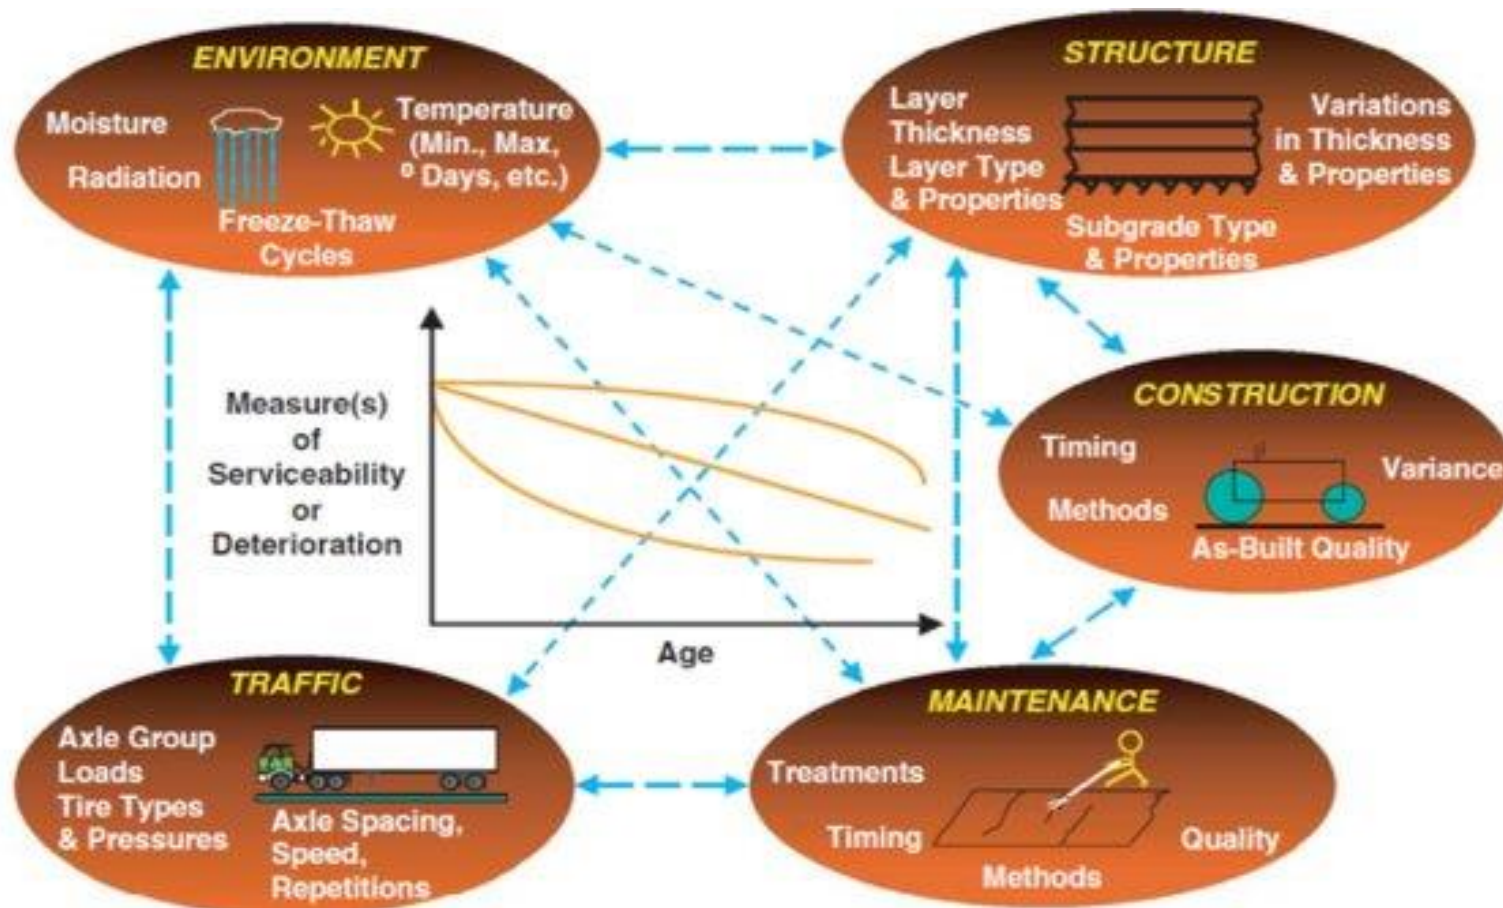 ENVIRONMENT
Moisture
Radiation
Temperature
(Min., Max,
º Days, etc.)
Freeze-Thaw
Cycles
STRUCTURE
Layer
Thickness
Layer Type
& Properties
Variations
in Thickness
& Properties
Subgrade Type
& Properties
Measure(s)
of
Serviceability
or
Deterioration
Age
CONSTRUCTION
Timing
Methods
Variance
As-Built Quality
TRAFFIC
Axle Group
Loads
Tire Types
& Pressures
Axle Spacing,
Speed,
Repetitions
MAINTENANCE
Treatments
Timing
Quality
Methods